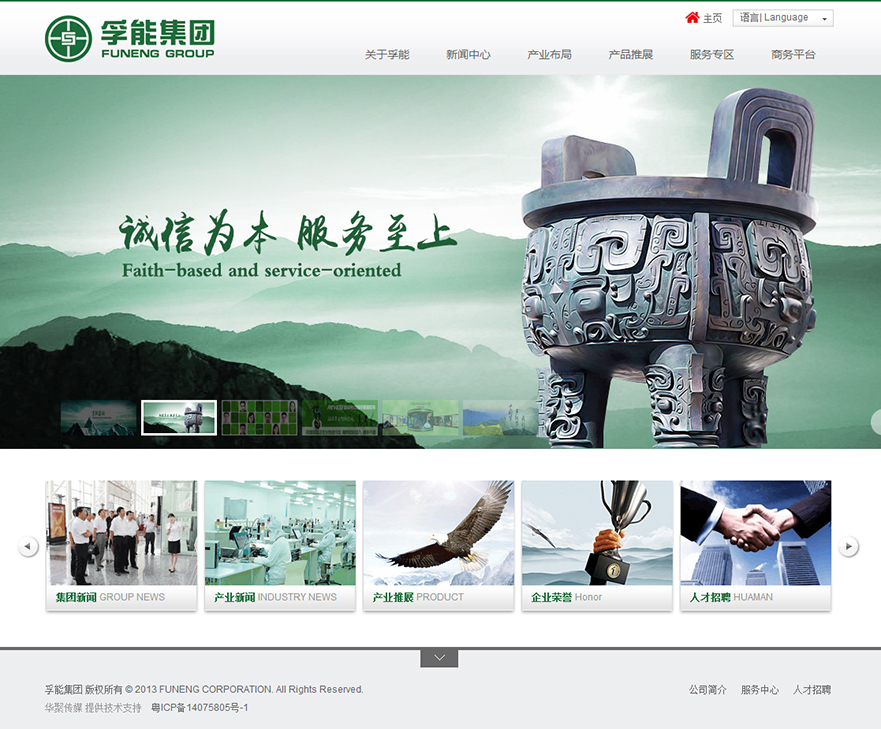 孚能集团
FUNENG GROUP
主页
语言| Language
关于孚能 新闻中心 产业布局 产品推展 服务专区 商务平台
诚信为本 服务至上
Faith-based and service-oriented
集团新闻 GROUP NEWS
产业新闻 INDUSTRY NEWS
产业推展 PRODUCT
企业荣誉 Honor
人才招聘 HUAMAN
孚能集团 版权所有 © 2013 FUNENG CORPORATION. All Rights Reserved.
公司简介 服务中心 人才招聘
华聚传媒 提供技术支持 粤ICP备14075805号-1